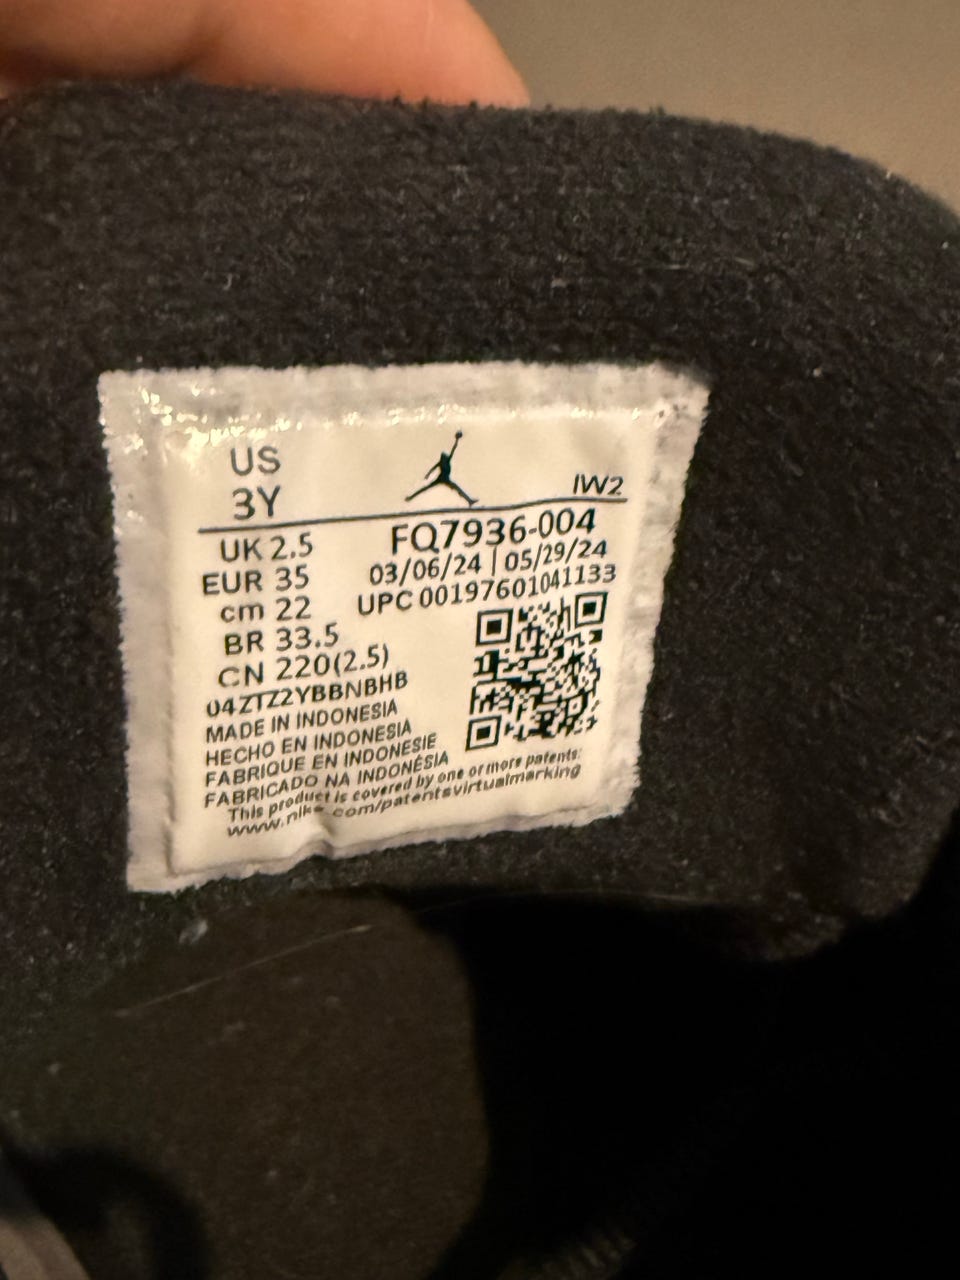 US
3Y
IW2
UK 2.5
EUR 35
cm 22
BR 33.5
CN 220(2.5)
FQ7936-004
03/06/24 | 05/29/24
UPC 00197601041133
04ZTZ2YBBNBHB
MADE IN INDONESIA
HECHO EN INDONESIA
FABRIQUE EN INDONÉSIE
FABRICADO NA INDONÉSIA
This product is covered by one or more patents:
www.nike.com/patentsvirtualmarking